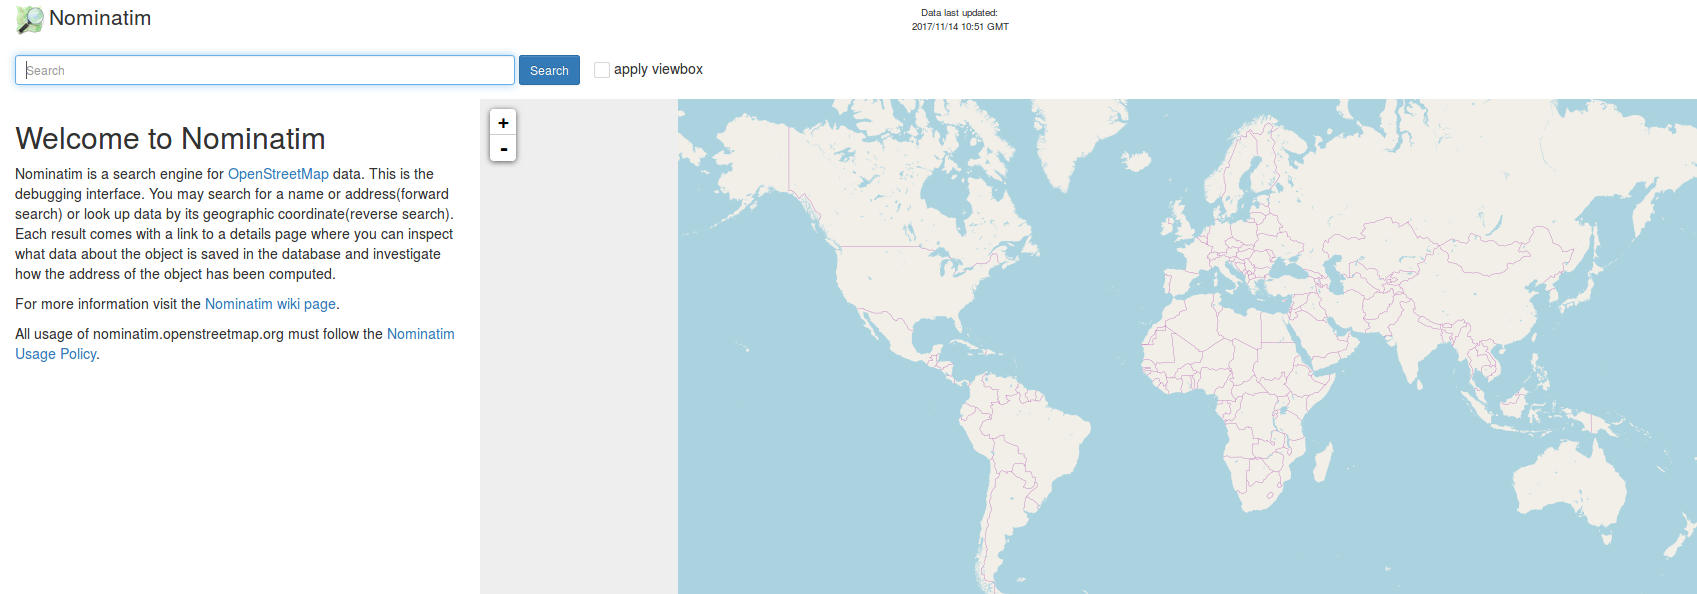 Nominatim
Data last updated:
2017/11/14 10:51 GMT
Search
Search
apply viewbox
+
-
Welcome to Nominatim
Nominatim is a search engine for OpenStreetMap data. This is the
debugging interface. You may search for a name or address(forward
search) or look up data by its geographic coordinate(reverse search).
Each result comes with a link to a details page where you can inspect
what data about the object is saved in the database and investigate
how the address of the object has been computed.
For more information visit the Nominatim wiki page.
All usage of nominatim.openstreetmap.org must follow the Nominatim
Usage Policy.